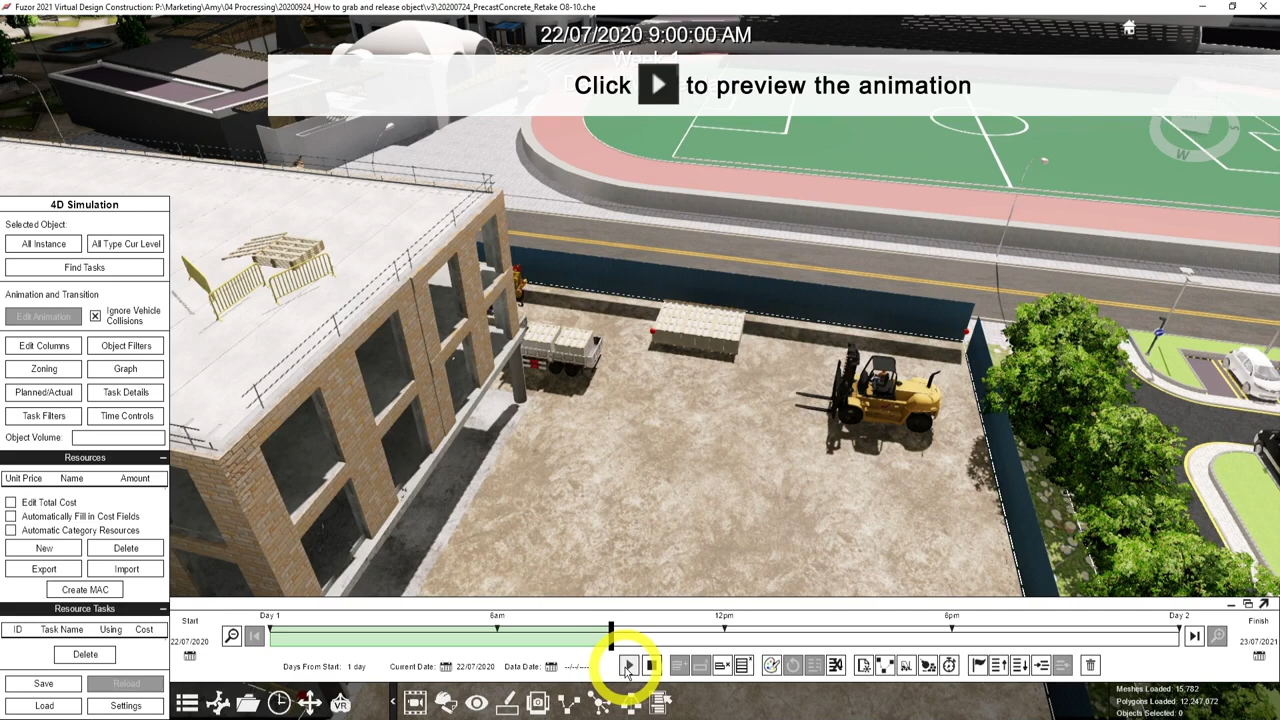 Fuzor 2021 Virtual Design Construction: P:\Marketing\Amy\04 Procressing\20200924_How to grab and release object\v3\20200724_PrecastConcrete_Retake O8-10.che
22/07/2020 9:00:00 AM
Week 1
Click to preview the animation
W
S
4D Simulation
Selected Object:
All Instance
All Type Cur Level
Find Tasks
Animation and Transition
Edit Animation
Ignore Vehicle
Collisions
Edit Columns
Object Filters
Zoning
Graph
Planned/Actual
Task Details
Task Filters
Time Controls
Object Volume:
Resources
Unit Price Name Amount
Edit Total Cost
Automatically Fill in Cost Fields
Automatic Category Resources
New
Delete
Export
Import
Create MAC
Resource Tasks
ID Task Name Using Cost
Delete
Save
Reload
Load
Settings
Start
22/07/2020
Day 1
6am
12pm
6pm
Day 2
Finish
23/07/2021
Days From Start: 1 day
Current Date: 22/07/2020
Data Date: --/--/----
VR
Meshes Loaded: 15,782
Polygons Loaded: 12,247,072
Objects Selected: 0